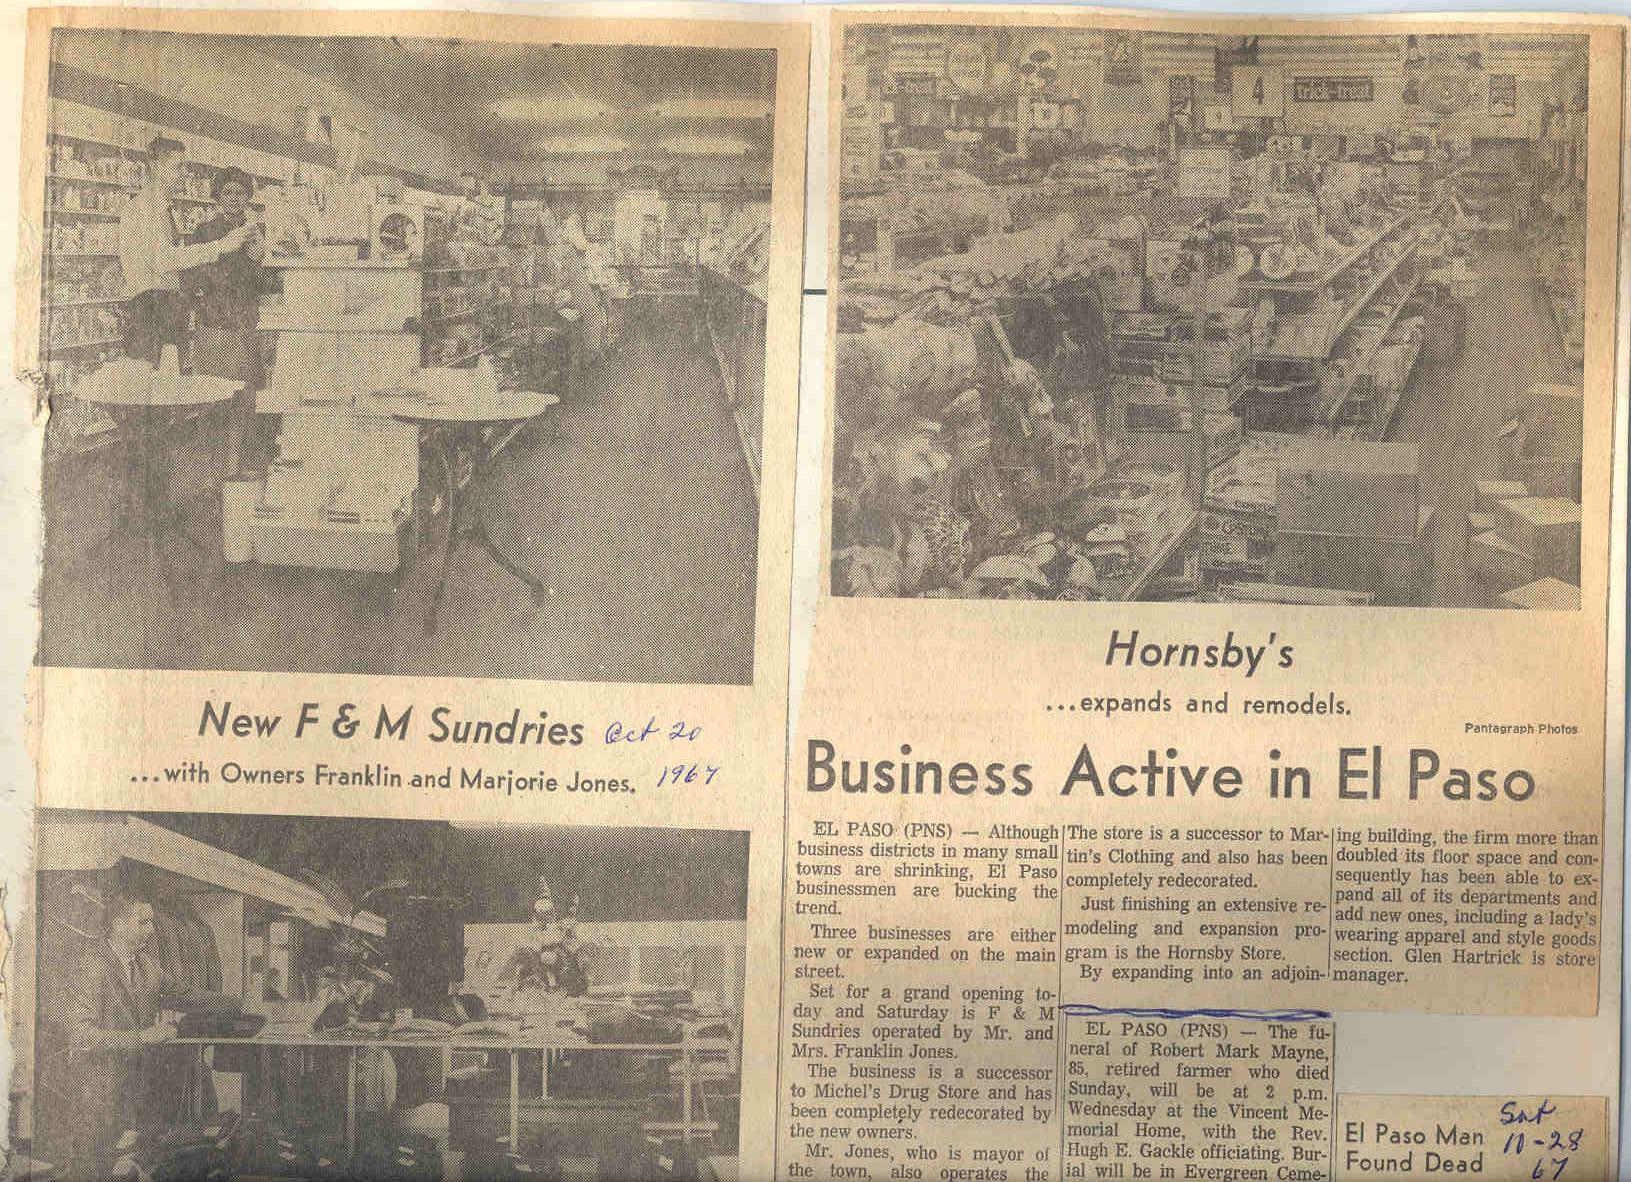 4
trick-treat
New F & M Sundries Oct 20
...with Owners Franklin and Marjorie Jones. 1967
Hornsby's
...expands and remodels.
Pantagraph Photos
Business Active in El Paso
EL PASO (PNS) — Although
business districts in many small
towns are shrinking, El Paso
businessmen are bucking the
trend.
Three businesses are either
new or expanded on the main
street.
Set for a grand opening to-
day and Saturday is F & M
Sundries operated by Mr. and
Mrs. Franklin Jones.
The business is a successor
to Michel's Drug Store and has
been completely redecorated by
the new owners.
Mr. Jones, who is mayor of
the town, also operates the
The store is a successor to Mar-
tin's Clothing and also has been
completely redecorated.
Just finishing an extensive re-
modeling and expansion pro-
gram is the Hornsby Store.
By expanding into an adjoin-
ing building, the firm more than
doubled its floor space and con-
sequently has been able to ex-
pand all of its departments and
add new ones, including a lady's
wearing apparel and style goods
section. Glen Hartrick is store
manager.
EL PASO (PNS) — The fu-
neral of Robert Mark Mayne,
85, retired farmer who died
Sunday, will be at 2 p.m.
Wednesday at the Vincent Me-
morial Home, with the Rev.
Hugh E. Gackle officiating. Bur-
ial will be in Evergreen Ceme-
El Paso Man
Found Dead
Sat
10-28
67